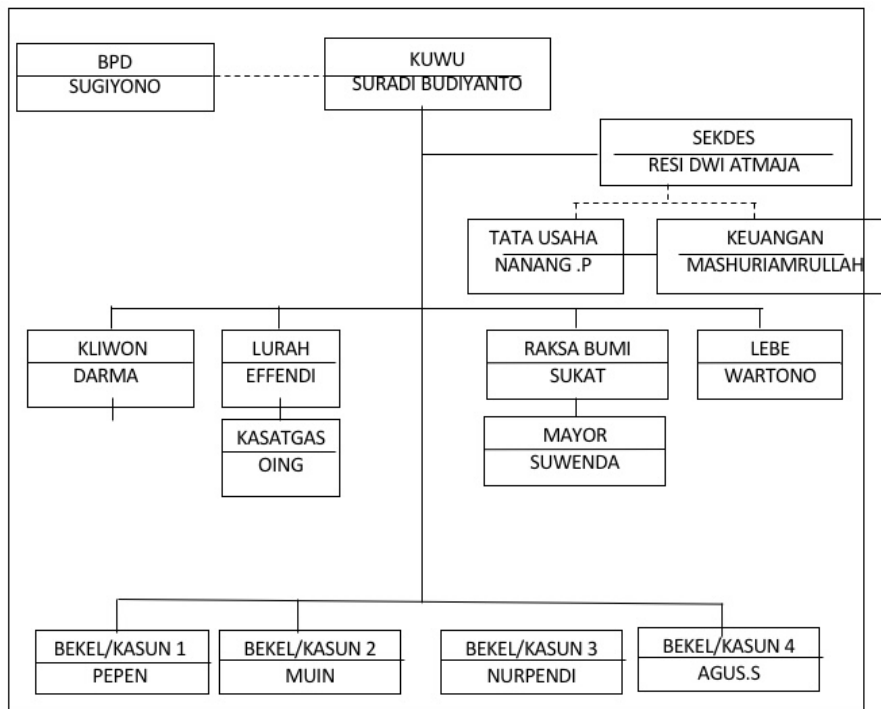 BPD
SUGIYONO
KUWU
SURADI BUDIYANTO
SEKDES
RESI DWI ATMAJA
TATA USAHA
NANANG .P
KEUANGAN
MASHURIAMRULLAH
KLIWON
DARMA
LURAH
EFFENDI
RAKSA BUMI
SUKAT
LEBE
WARTONO
KASATGAS
OING
MAYOR
SUWENDA
BEKEL/KASUN 1
PEPEN
BEKEL/KASUN 2
MUIN
BEKEL/KASUN 3
NURPENDI
BEKEL/KASUN 4
AGUS.S